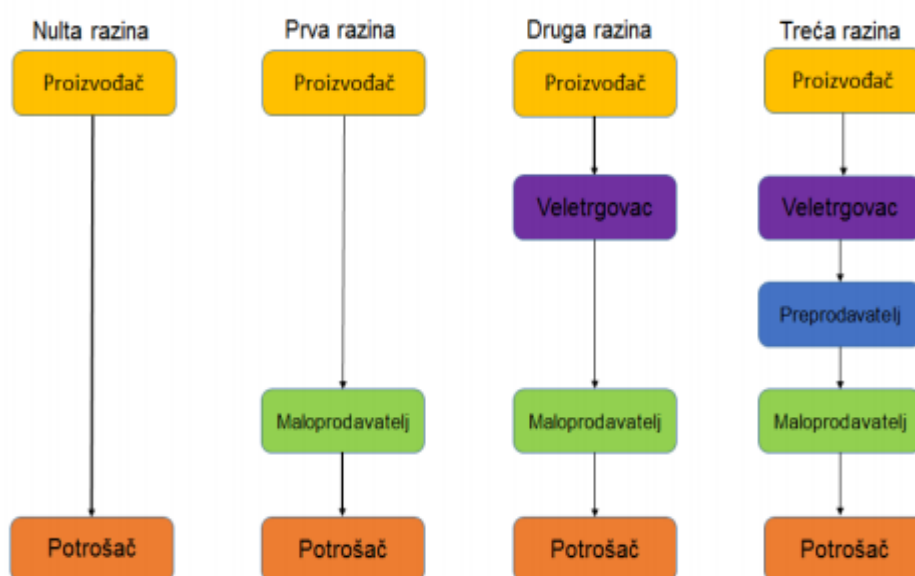 Nulta razina
Prva razina
Druga razina
Treća razina
Proizvođač
Proizvođač
Proizvođač
Proizvođač
Veletrgovac
Veletrgovac
Preprodavatelj
Maloprodavatelj
Maloprodavatelj
Maloprodavatelj
Potrošač
Potrošač
Potrošač
Potrošač